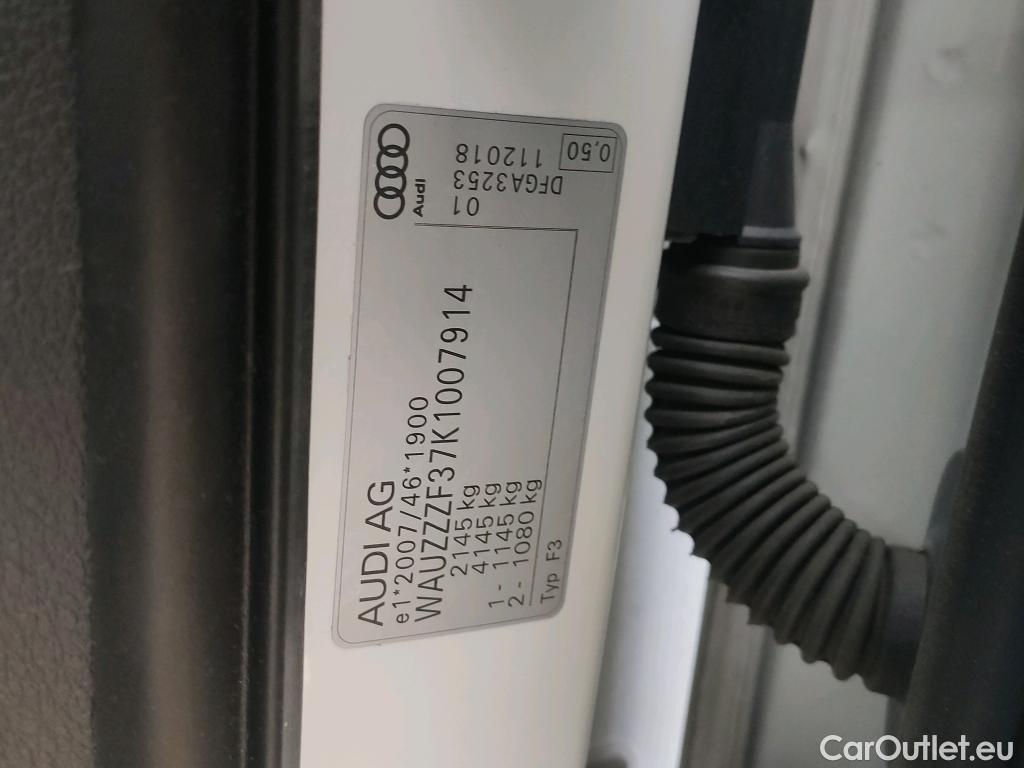 AUDI AG
e1*2007/46*1900
WAUZZZF37K1007914
2145 kg
4145 kg
1 - 1145 kg
2 - 1080 kg
Typ F3
Audi
01
DFGA3253
112018
0,50
CarOutlet.eu